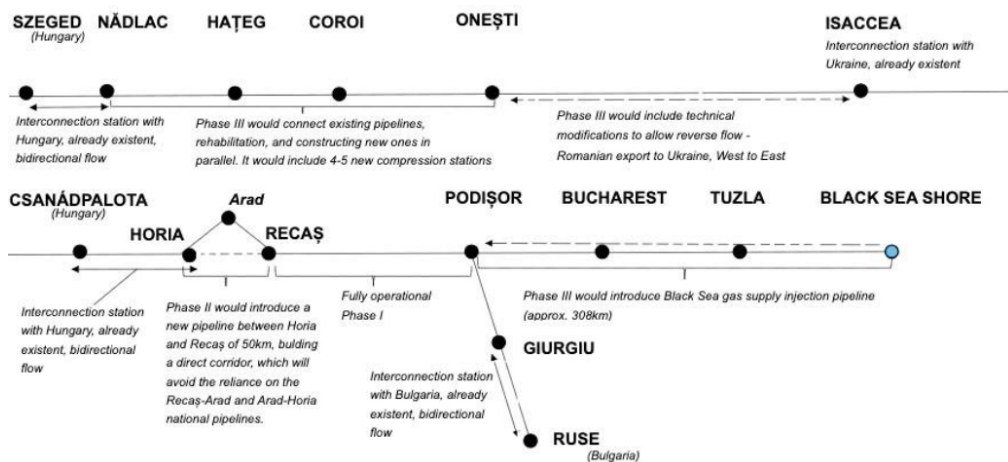 SZEGED NĂDLAC HAȚEG COROI ONEȘTI ISACCEA
(Hungary)
Interconnection station with
Ukraine, already existent
Interconnection station with
Hungary, already existent,
bidirectional flow
Phase III would connect existing pipelines,
rehabilitation, and constructing new ones in
parallel. It would include 4-5 new compression stations
Phase III would include technical
modifications to allow reverse flow -
Romanian export to Ukraine, West to East
CSANÁDPALOTA
(Hungary)
HORIA
Arad
RECAȘ
PODIȘOR BUCHAREST TUZLA BLACK SEA SHORE
Interconnection station
with Hungary, already
existent, bidirectional
flow
Phase II would introduce a
new pipeline between Horia
and Recaș of 50km, bulding
a direct corridor, which will
avoid the reliance on the
Recaș-Arad and Arad-Horia
national pipelines.
Fully operational
Phase I
Phase III would introduce Black Sea gas supply injection pipeline
(approx. 308km)
GIURGIU
Interconnection station
with Bulgaria, already
existent, bidirectional
flow
RUSE
(Bulgaria)